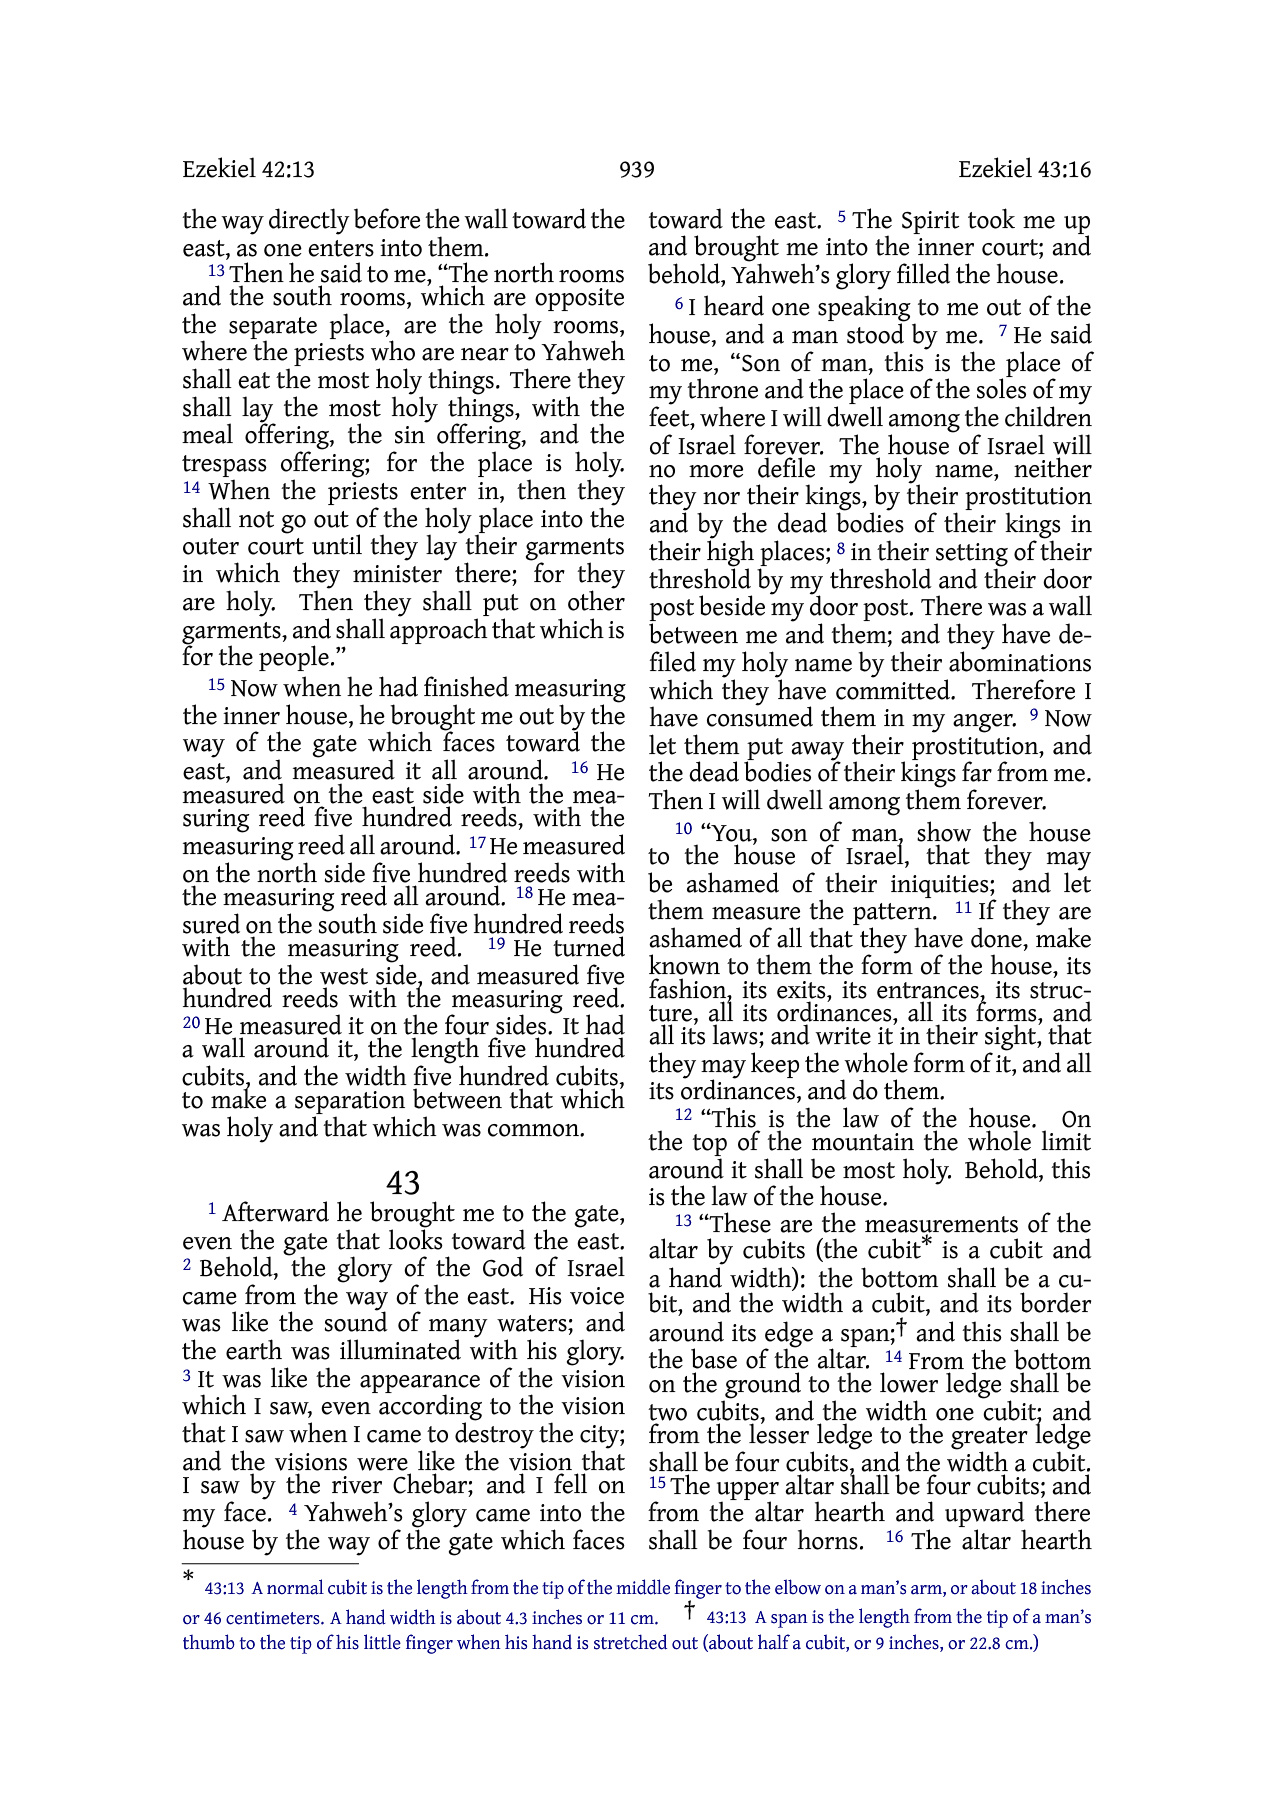 Ezekiel 42:13 939 Ezekiel 43:16
the way directly before the wall toward the
east, as one enters into them.
13 Then he said to me, “The north rooms
and the south rooms, which are opposite
the separate place, are the holy rooms,
where the priests who are near to Yahweh
shall eat the most holy things. There they
shall lay the most holy things, with the
meal offering, the sin offering, and the
trespass offering; for the place is holy.
14 When the priests enter in, then they
shall not go out of the holy place into the
outer court until they lay their garments
in which they minister there; for they
are holy. Then they shall put on other
garments, and shall approach that which is
for the people.”
15 Now when he had finished measuring
the inner house, he brought me out by the
way of the gate which faces toward the
east, and measured it all around. 16 He
measured on the east side with the mea-
suring reed five hundred reeds, with the
measuring reed all around. 17 He measured
on the north side five hundred reeds with
the measuring reed all around. 18 He mea-
sured on the south side five hundred reeds
with the measuring reed. 19 He turned
about to the west side, and measured five
hundred reeds with the measuring reed.
20 He measured it on the four sides. It had
a wall around it, the length five hundred
cubits, and the width five hundred cubits,
to make a separation between that which
was holy and that which was common.
43
1 Afterward he brought me to the gate,
even the gate that looks toward the east.
2 Behold, the glory of the God of Israel
came from the way of the east. His voice
was like the sound of many waters; and
the earth was illuminated with his glory.
3 It was like the appearance of the vision
which I saw, even according to the vision
that I saw when I came to destroy the city;
and the visions were like the vision that
I saw by the river Chebar; and I fell on
my face. 4 Yahweh’s glory came into the
house by the way of the gate which faces
toward the east. 5 The Spirit took me up
and brought me into the inner court; and
behold, Yahweh’s glory filled the house.
6 I heard one speaking to me out of the
house, and a man stood by me. 7 He said
to me, “Son of man, this is the place of
my throne and the place of the soles of my
feet, where I will dwell among the children
of Israel forever. The house of Israel will
no more defile my holy name, neither
they nor their kings, by their prostitution
and by the dead bodies of their kings in
their high places; 8 in their setting of their
threshold by my threshold and their door
post beside my door post. There was a wall
between me and them; and they have de-
filed my holy name by their abominations
which they have committed. Therefore I
have consumed them in my anger. 9 Now
let them put away their prostitution, and
the dead bodies of their kings far from me.
Then I will dwell among them forever.
10 “You, son of man, show the house
to the house of Israel, that they may
be ashamed of their iniquities; and let
them measure the pattern. 11 If they are
ashamed of all that they have done, make
known to them the form of the house, its
fashion, its exits, its entrances, its struc-
ture, all its ordinances, all its forms, and
all its laws; and write it in their sight, that
they may keep the whole form of it, and all
its ordinances, and do them.
12 “This is the law of the house. On
the top of the mountain the whole limit
around it shall be most holy. Behold, this
is the law of the house.
13 “These are the measurements of the
altar by cubits (the cubit* is a cubit and
a hand width): the bottom shall be a cu-
bit, and the width a cubit, and its border
around its edge a span;† and this shall be
the base of the altar. 14 From the bottom
on the ground to the lower ledge shall be
two cubits, and the width one cubit; and
from the lesser ledge to the greater ledge
shall be four cubits, and the width a cubit.
15 The upper altar shall be four cubits; and
from the altar hearth and upward there
shall be four horns. 16 The altar hearth
* 43:13 A normal cubit is the length from the tip of the middle finger to the elbow on a man’s arm, or about 18 inches
or 46 centimeters. A hand width is about 4.3 inches or 11 cm. † 43:13 A span is the length from the tip of a man’s
thumb to the tip of his little finger when his hand is stretched out (about half a cubit, or 9 inches, or 22.8 cm.)